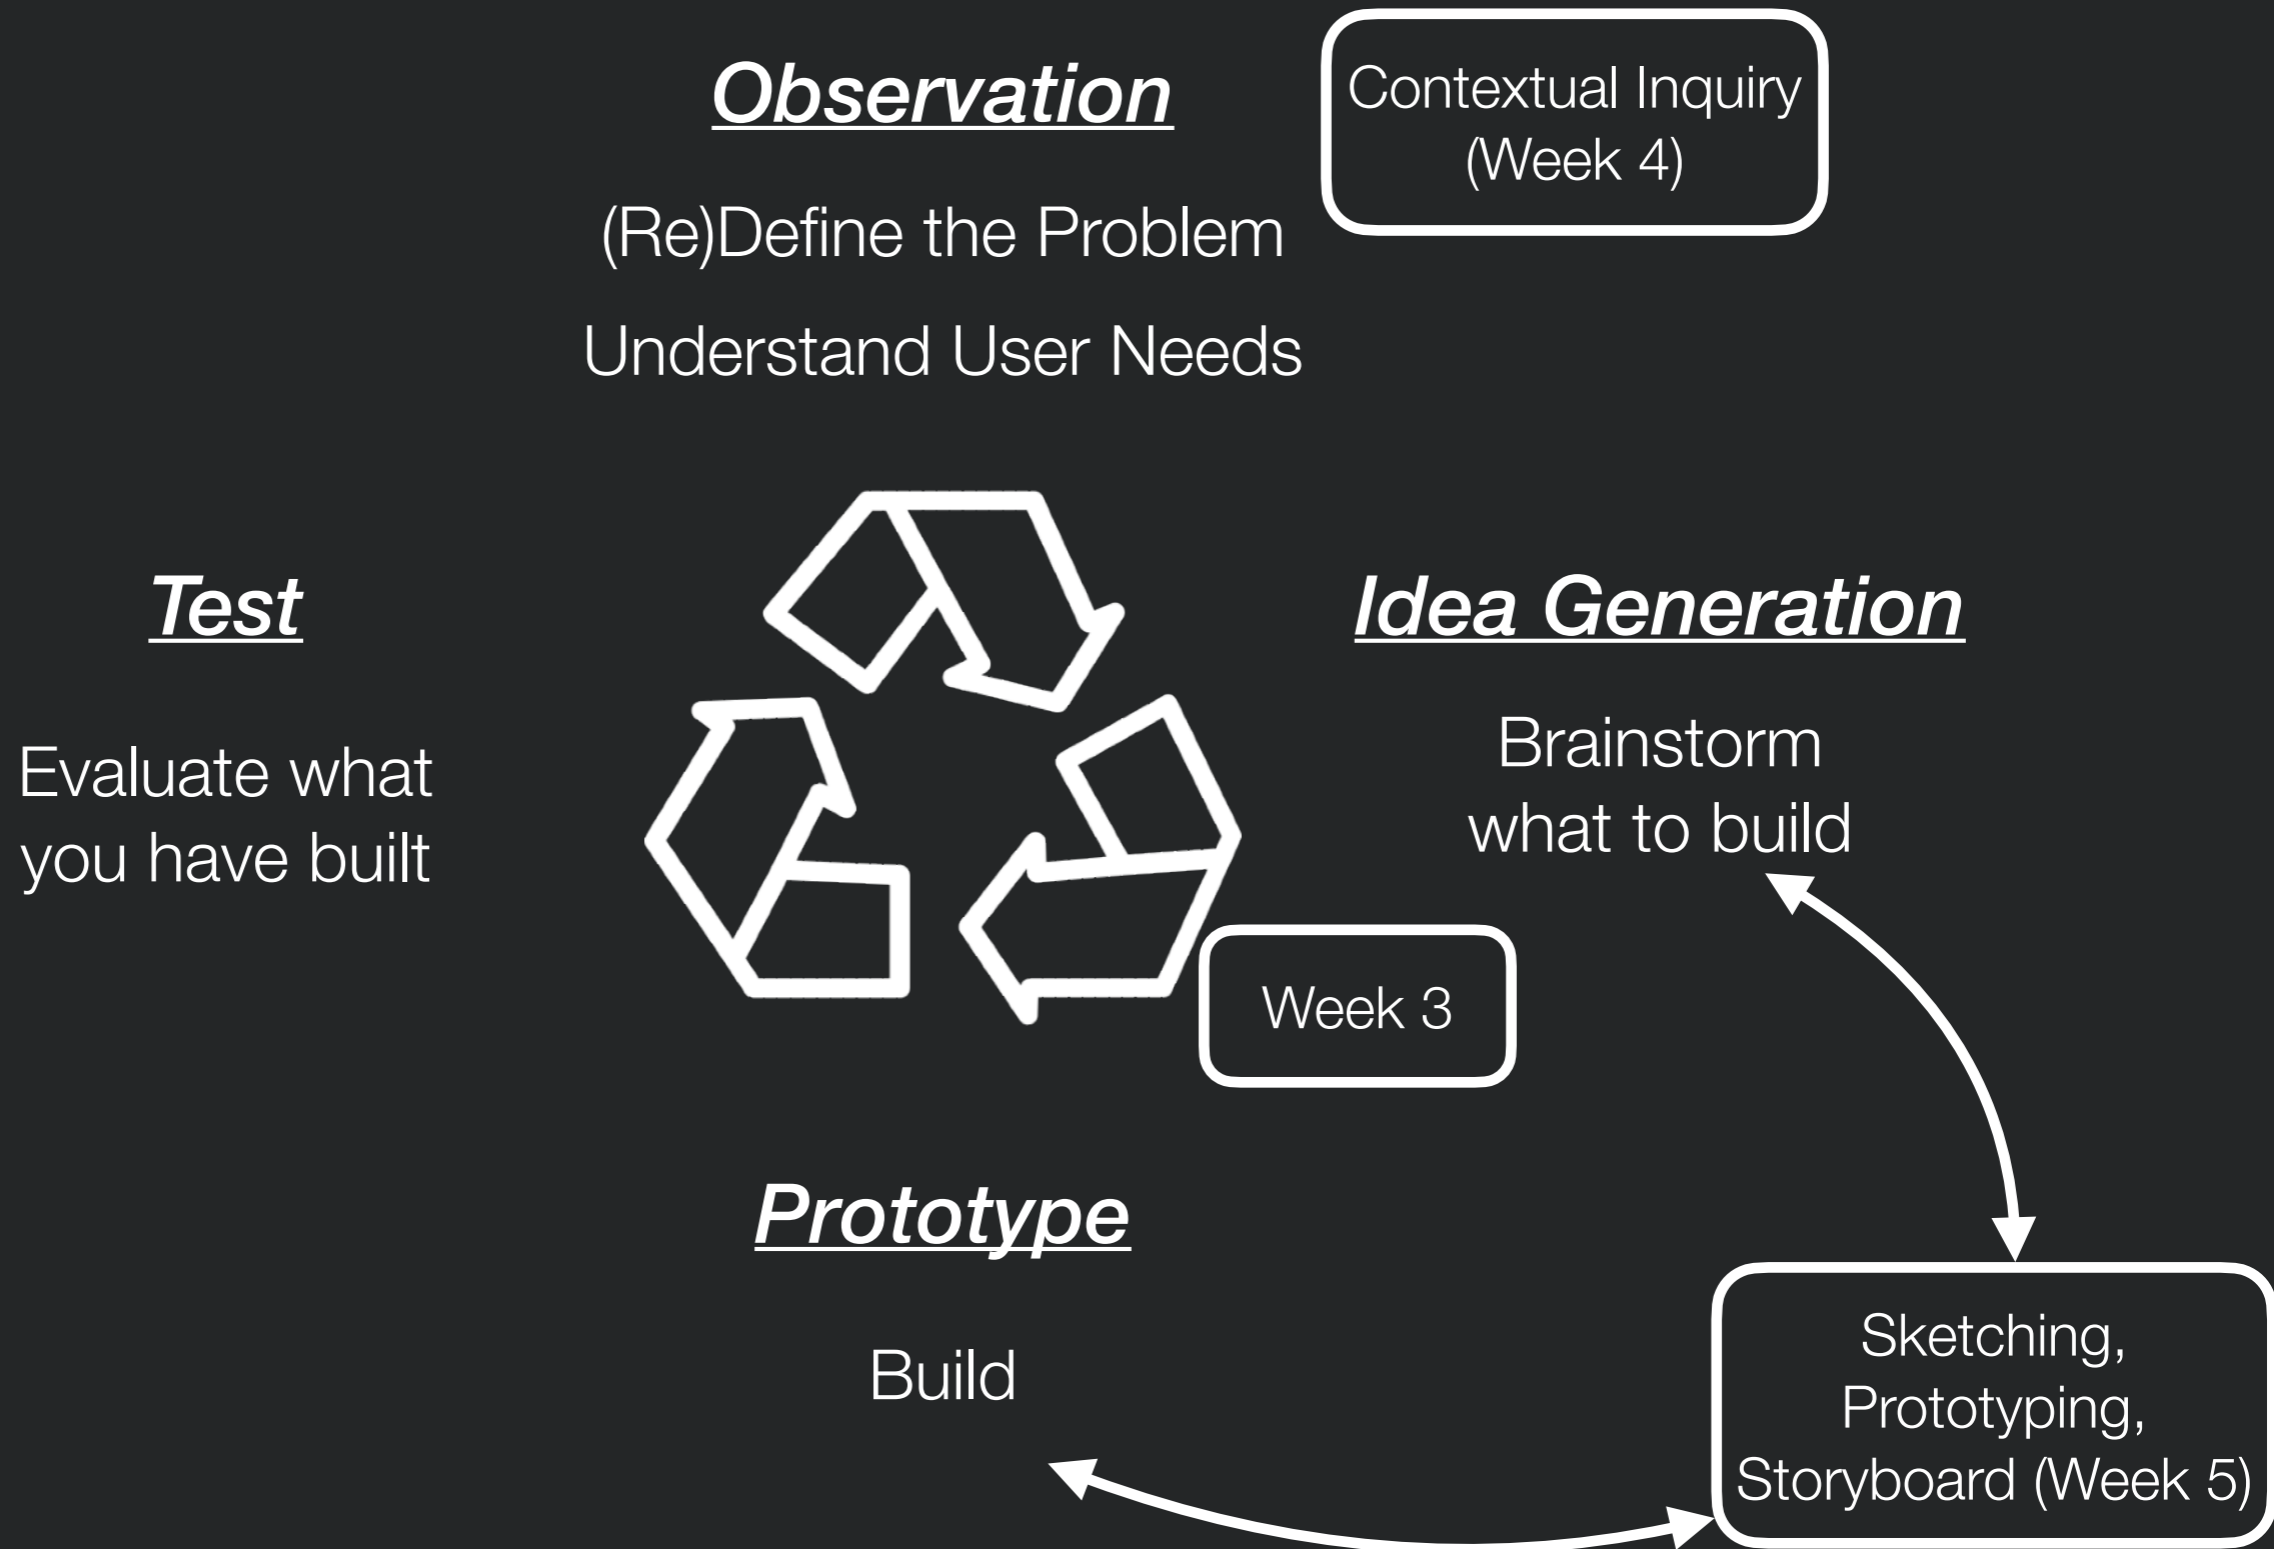 Observation
(Re)Define the Problem
Understand User Needs
Contextual Inquiry
(Week 4)
Test
Evaluate what
you have built
Idea Generation
Brainstorm
what to build
Week 3
Prototype
Build
Sketching,
Prototyping,
Storyboard (Week 5)